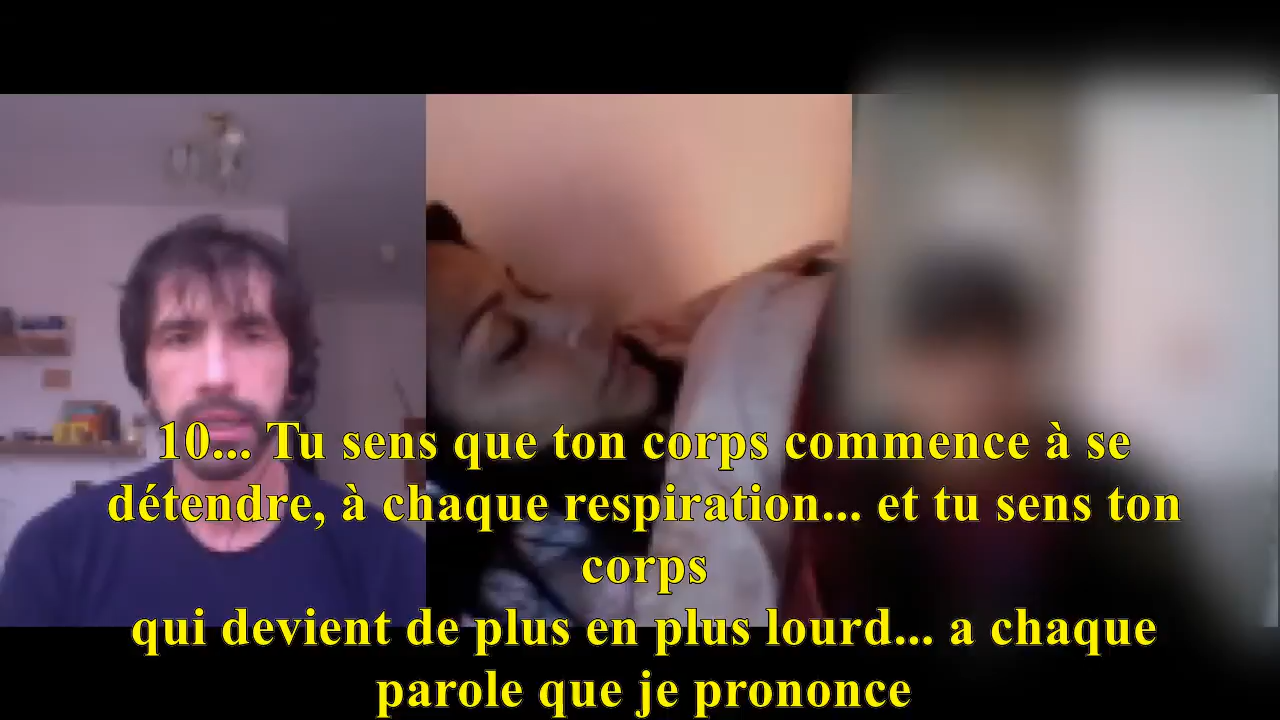 10... Tu sens que ton corps commence à se
détendre, à chaque respiration... et tu sens ton
corps
qui devient de plus en plus lourd... a chaque
parole que je prononce